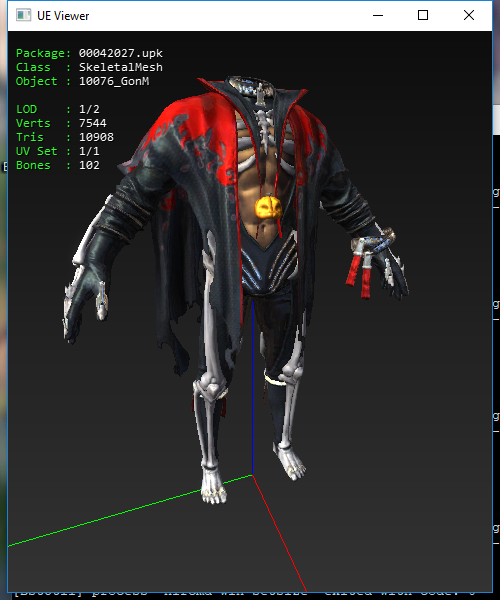 UE Viewer
Package: 00042027.upk
Class : SkeletalMesh
Object : 10076_GonM
LOD : 1/2
Verts : 7544
Tris : 10908
UV Set : 1/1
Bones : 102